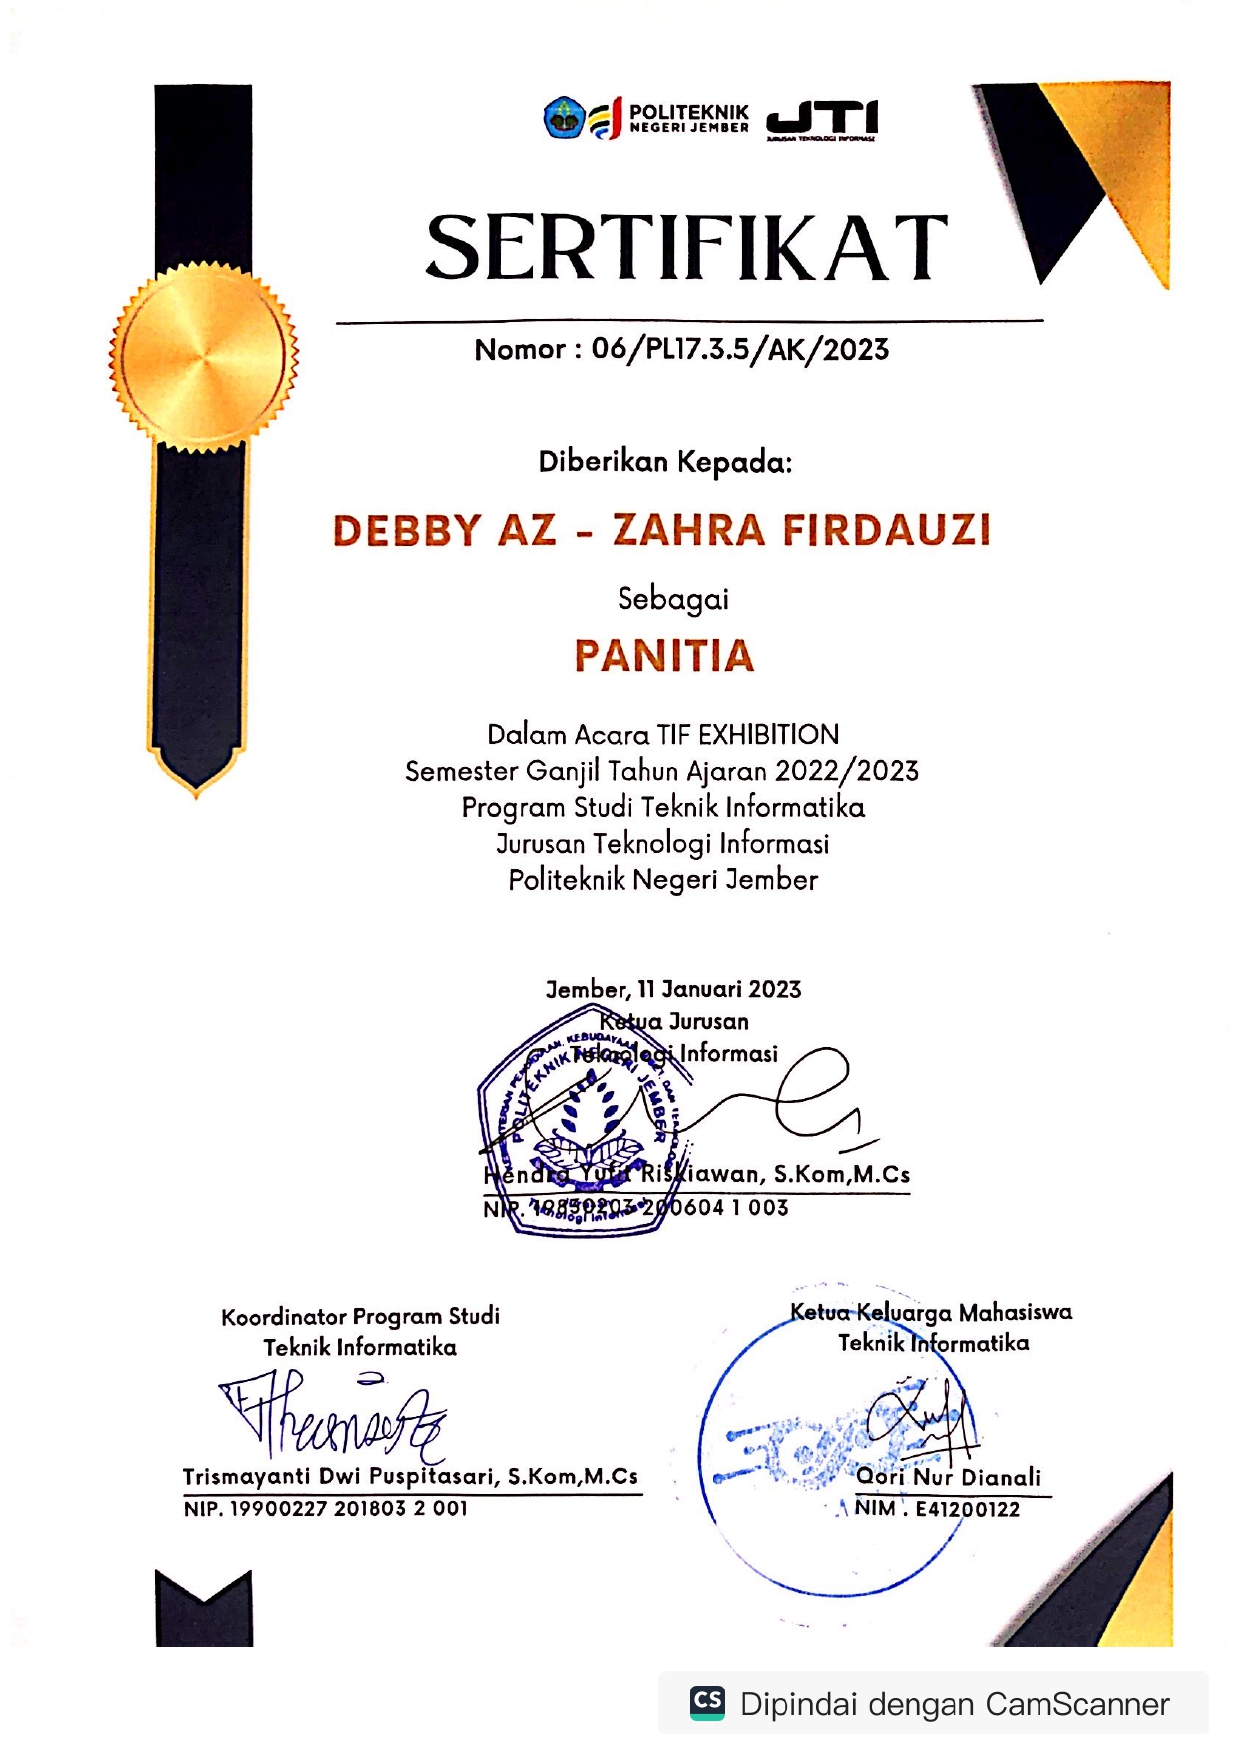 POLITEKNIK
NEGERI JEMBER
JTI
JURUSAN TEKNOLOGI INFORMASI
SERTIFIKAT
Nomor : 06/PL17.3.5/AK/2023
Diberikan Kepada:
DEBBY AZ - ZAHRA FIRDAUZI
Sebagai
PANITIA
Dalam Acara TIF EXHIBITION
Semester Ganjil Tahun Ajaran 2022/2023
Program Studi Teknik Informatika
Jurusan Teknologi Informasi
Politeknik Negeri Jember
Jember, 11 Januari 2023
Ketua Jurusan
Teknologi Informasi
POLITEKNIK NEGERI JEMBER
Hendra Yufit Riskiawan, S.Kom,M.Cs
NIP. 19830203 200604 1 003
Koordinator Program Studi
Teknik Informatika
Trismayanti Dwi Puspitasari, S.Kom,M.Cs
NIP. 19900227 201803 2 001
Ketua Keluarga Mahasiswa
Teknik Informatika
Qori Nur Dianali
NIM . E41200122
CS Dipindai dengan CamScanner